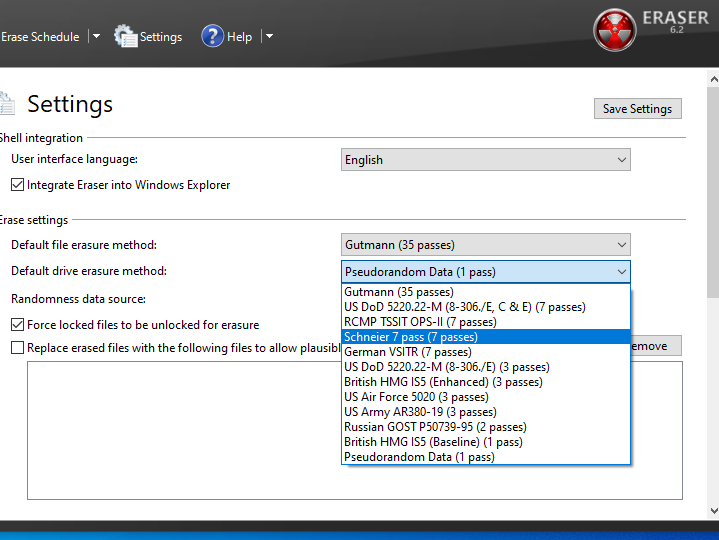 Erase Schedule
Settings
Help
ERASER
6.2
Settings
Save Settings
Shell integration
User interface language:
English
Integrate Eraser into Windows Explorer
Erase settings
Default file erasure method:
Gutmann (35 passes)
Default drive erasure method:
Pseudorandom Data (1 pass)
Randomness data source:
Gutmann (35 passes)
US DoD 5220.22-M (8-306./E, C & E) (7 passes)
RCMP TSSIT OPS-II (7 passes)
Schneier 7 pass (7 passes)
German VSITR (7 passes)
US DoD 5220.22-M (8-306./E) (3 passes)
British HMG IS5 (Enhanced) (3 passes)
US Air Force 5020 (3 passes)
US Army AR380-19 (3 passes)
Russian GOST P50739-95 (2 passes)
British HMG IS5 (Baseline) (1 pass)
Pseudorandom Data (1 pass)
Force locked files to be unlocked for erasure
Replace erased files with the following files to allow plausibl
emove